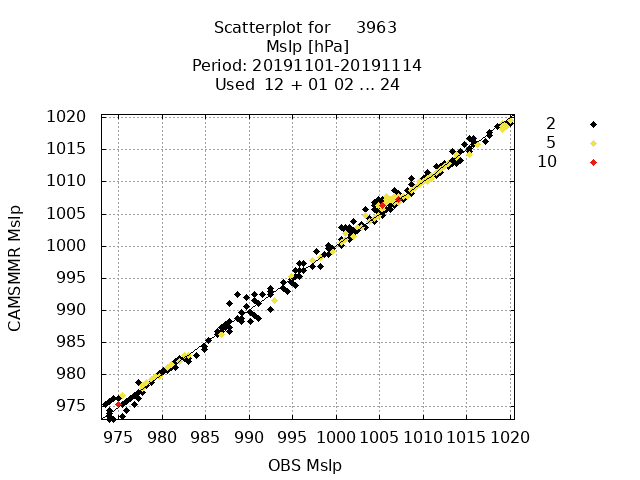 Scatterplot for 3963
Mslp [hPa]
Period: 20191101-20191114
Used 12 + 01 02 ... 24
2
5
10
1020
1015
1010
1005
1000
995
990
985
980
975
CAMSMMR Mslp
975 980 985 990 995 1000 1005 1010 1015 1020
OBS Mslp